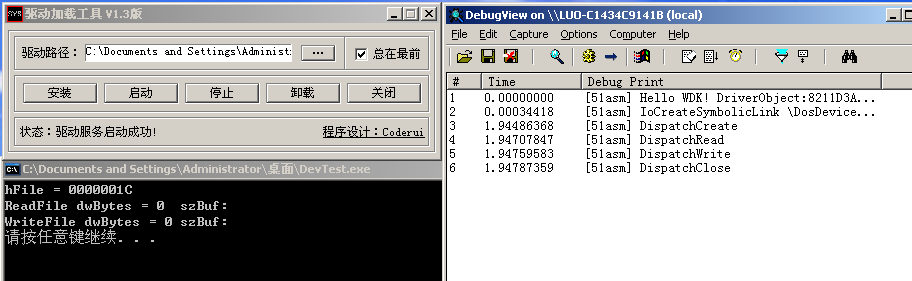 SYS 驱动加载工具 V1.3版
驱动路径: C:\Documents and Settings\Administ: ... 总在最前
安装 启动 停止 卸载 关闭
状态:驱动服务启动成功! 程序设计:Coderui
C:\Documents and Settings\Administrator\桌面\DevTest.exe
hFile = 0000001C
ReadFile dwBytes = 0 szBuf:
WriteFile dwBytes = 0 szBuf:
请按任意键继续. . .
DebugView on \\LUO-C1434C9141B (local)
File Edit Capture Options Computer Help
# Time Debug Print
1 0.00000000 [51asm] Hello WDK! DriverObject:8211D3A...
2 0.00034418 [51asm] IoCreateSymbolicLink \DosDevice...
3 1.94486368 [51asm] DispatchCreate
4 1.94707847 [51asm] DispatchRead
5 1.94759583 [51asm] DispatchWrite
6 1.94787359 [51asm] DispatchClose